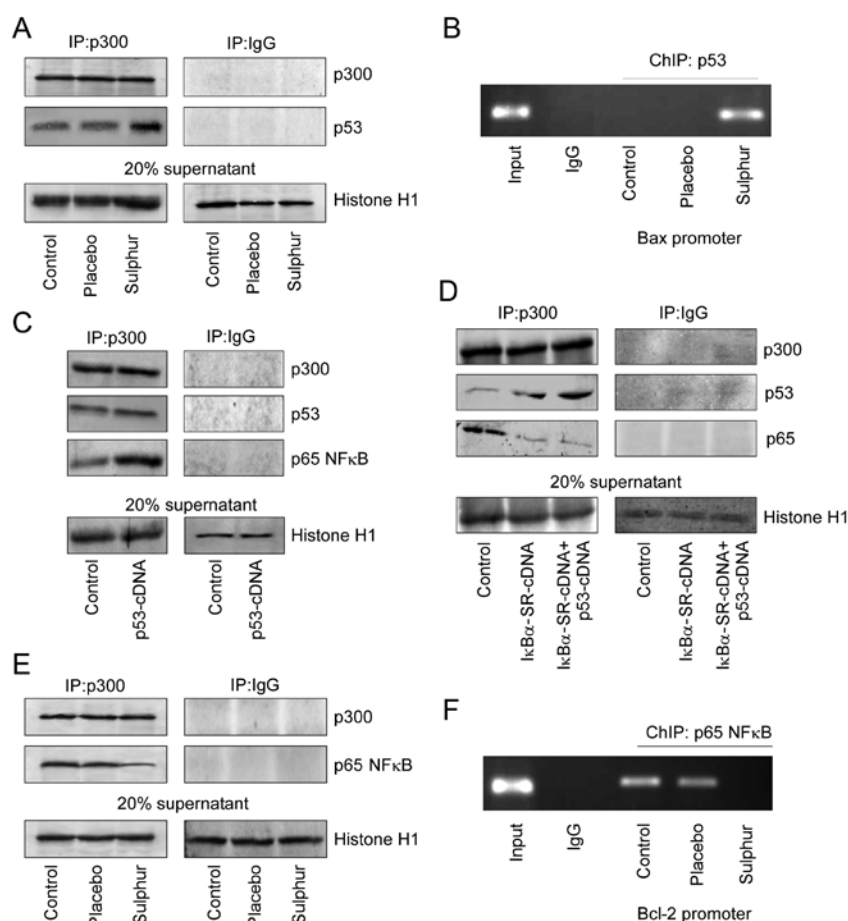 A
IP:p300 IP:IgG
p300
p53
20% supernatant
Histone H1
Control Placebo Sulphur Control Placebo Sulphur
B
ChIP: p53
Input IgG Control Placebo Sulphur
Bax promoter
C
IP:p300 IP:IgG
p300
p53
p65 NFκB
20% supernatant
Histone H1
Control p53-cDNA Control p53-cDNA
D
IP:p300 IP:IgG
p300
p53
p65
20% supernatant
Histone H1
Control IκBα-SR-cDNA IκBα-SR-cDNA+ p53-cDNA Control IκBα-SR-cDNA IκBα-SR-cDNA+ p53-cDNA
E
IP:p300 IP:IgG
p300
p65 NFκB
20% supernatant
Histone H1
Control Placebo Sulphur Control Placebo Sulphur
F
ChIP: p65 NFκB
Input IgG Control Placebo Sulphur
Bcl-2 promoter